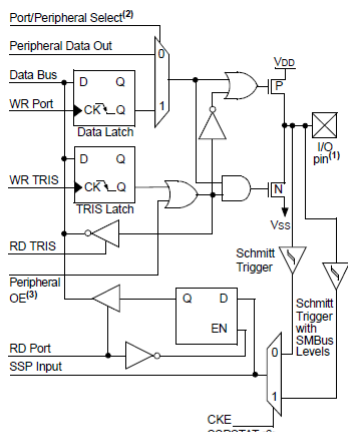 Port/Peripheral Select(2)
Peripheral Data Out
0
VDD
Data Bus
D Q
P
WR Port
CK Q
1
Data Latch
I/O
pin(1)
D Q
WR TRIS
CK Q
N
TRIS Latch
VSS
RD TRIS
Schmitt
Trigger
Peripheral
OE(3)
Q D
EN
Schmitt
Trigger
with
SMBus
Levels
RD Port
0
SSP Input
1
CKE